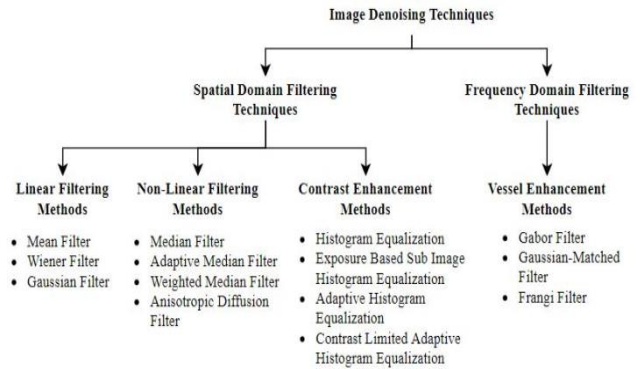 Image Denoising Techniques
Spatial Domain Filtering
Techniques
Frequency Domain Filtering
Techniques
Linear Filtering
Methods
• Mean Filter
• Wiener Filter
• Gaussian Filter
Non-Linear Filtering
Methods
• Median Filter
• Adaptive Median Filter
• Weighted Median Filter
• Anisotropic Diffusion
Filter
Contrast Enhancement
Methods
• Histogram Equalization
• Exposure Based Sub Image
Histogram Equalization
• Adaptive Histogram
Equalization
• Contrast Limited Adaptive
Histogram Equalization
Vessel Enhancement
Methods
• Gabor Filter
• Gaussian-Matched
Filter
• Frangi Filter